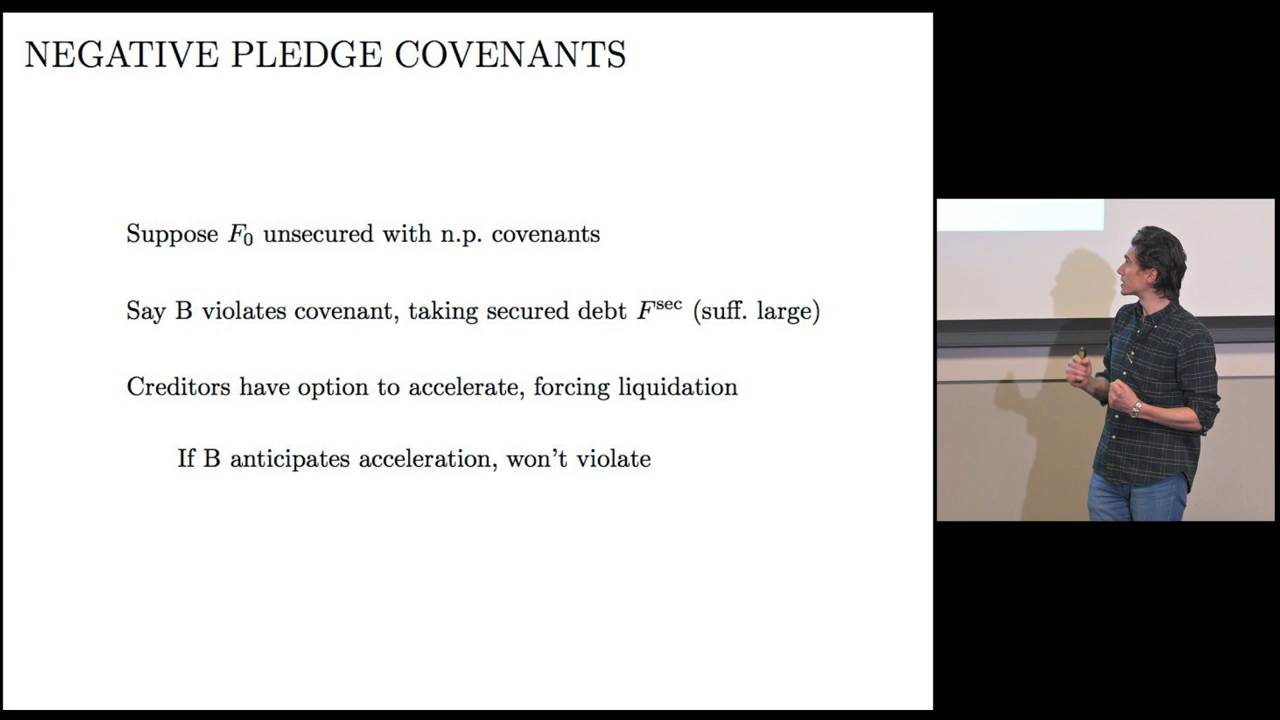 NEGATIVE PLEDGE COVENANTS
Suppose F₀ unsecured with n.p. covenants
Say B violates covenant, taking secured debt Fˢᵉᶜ (suff. large)
Creditors have option to accelerate, forcing liquidation
If B anticipates acceleration, won't violate